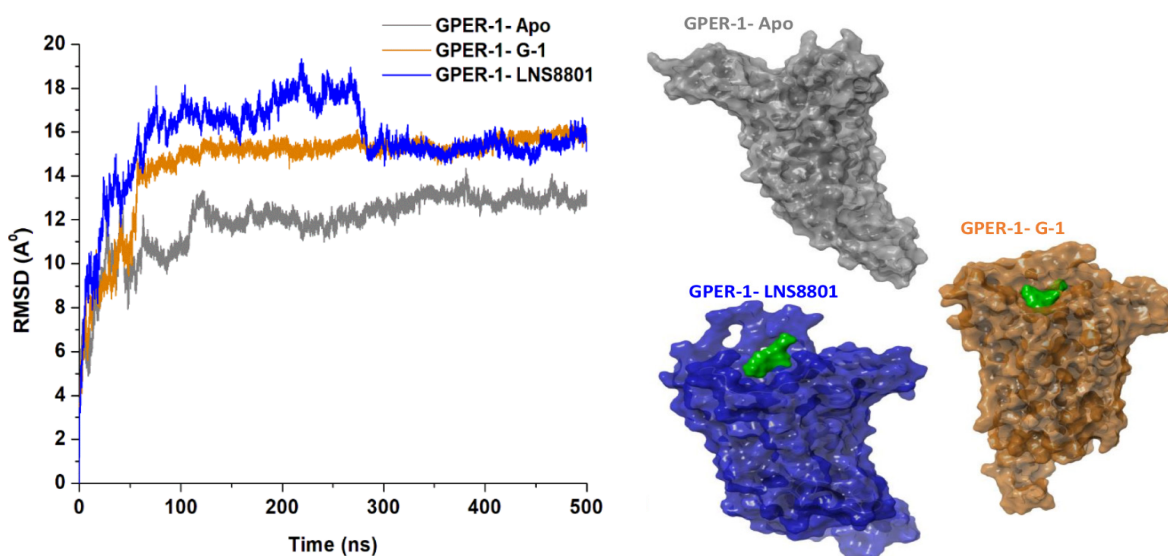 GPER-1- Apo
GPER-1- G-1
GPER-1- LNS8801
20
18
16
14
12
10
8
6
4
2
0
RMSD (A⁰)
0
100
200
300
400
500
Time (ns)
GPER-1- Apo
GPER-1- G-1
GPER-1- LNS8801